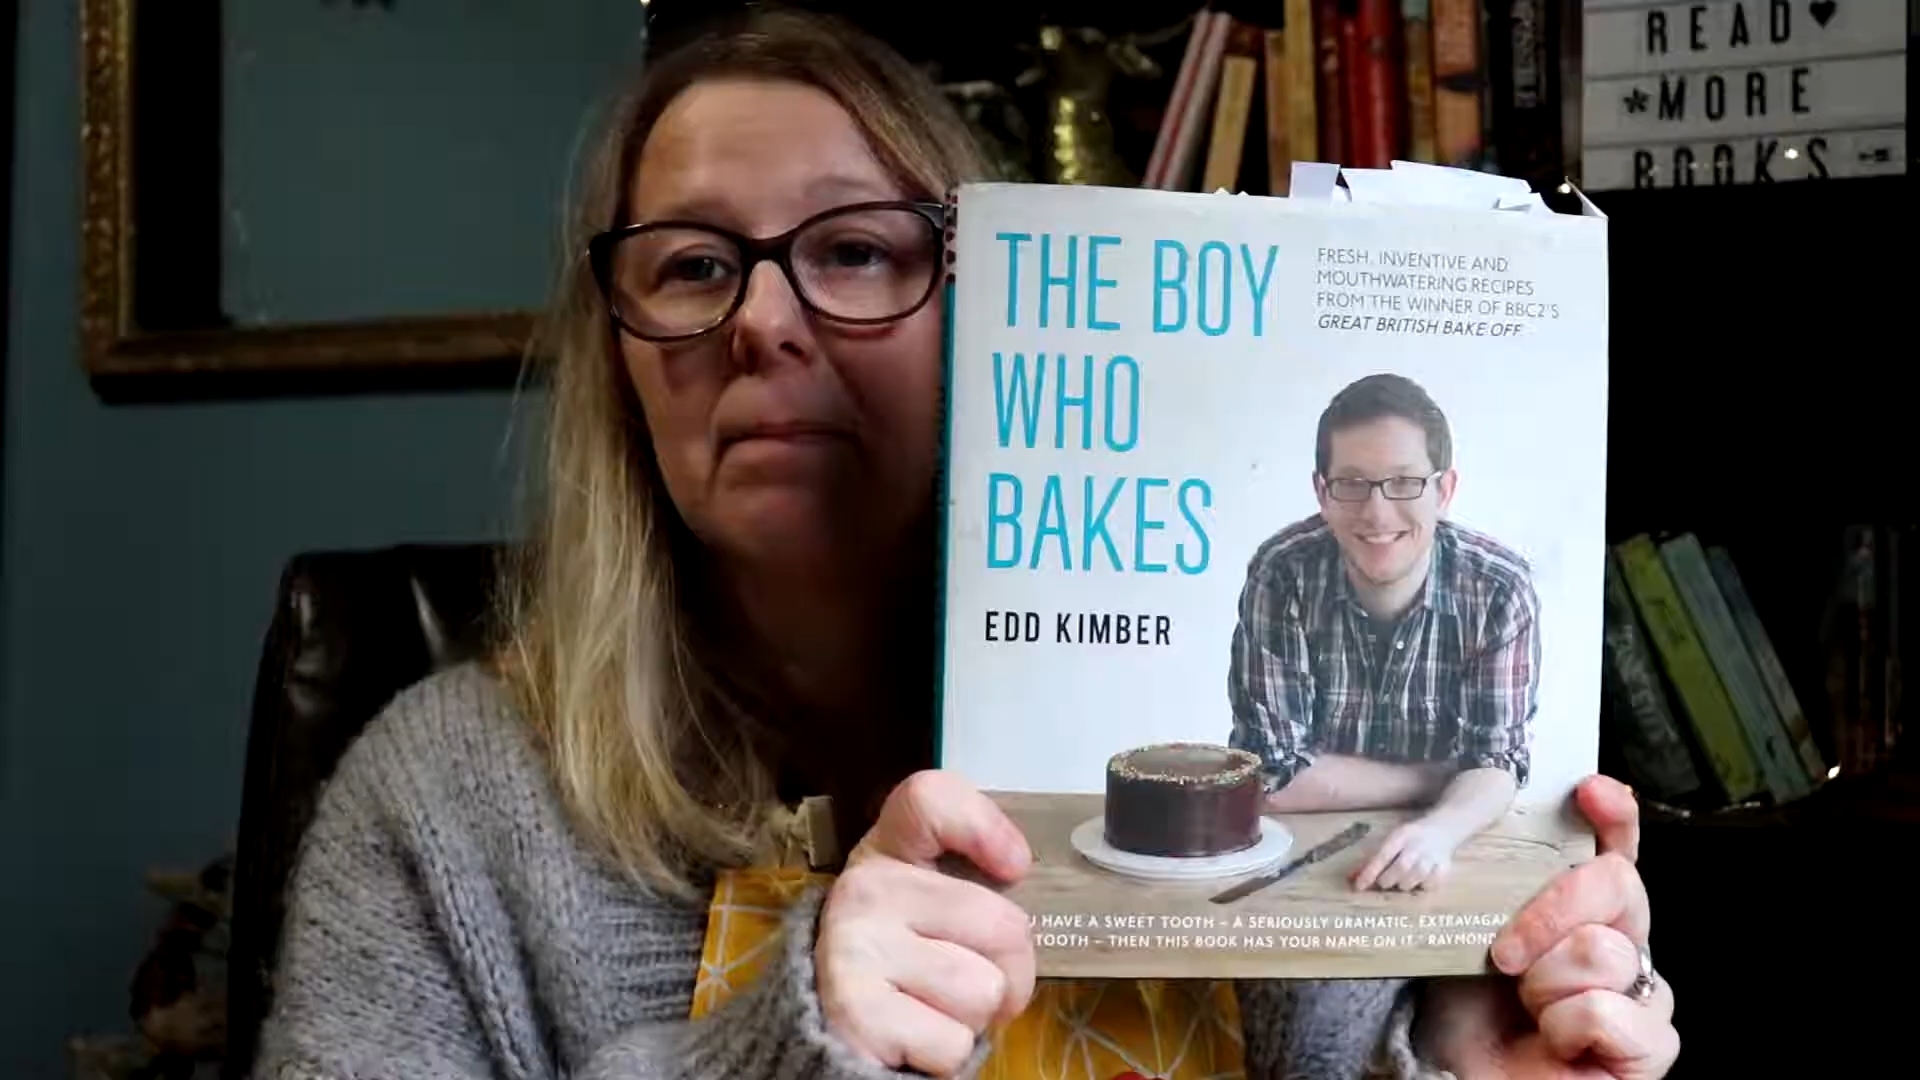 READ♥
*MORE
BOOKS
THE BOY
WHO
BAKES
EDD KIMBER
FRESH, INVENTIVE AND
MOUTHWATERING RECIPES
FROM THE WINNER OF BBC2'S
GREAT BRITISH BAKE OFF
HAVE A SWEET TOOTH – A SERIOUSLY DRAMATIC,
TOOTH – THEN THIS BOOK HAS YOUR NAME ON IT.' RAYMOND